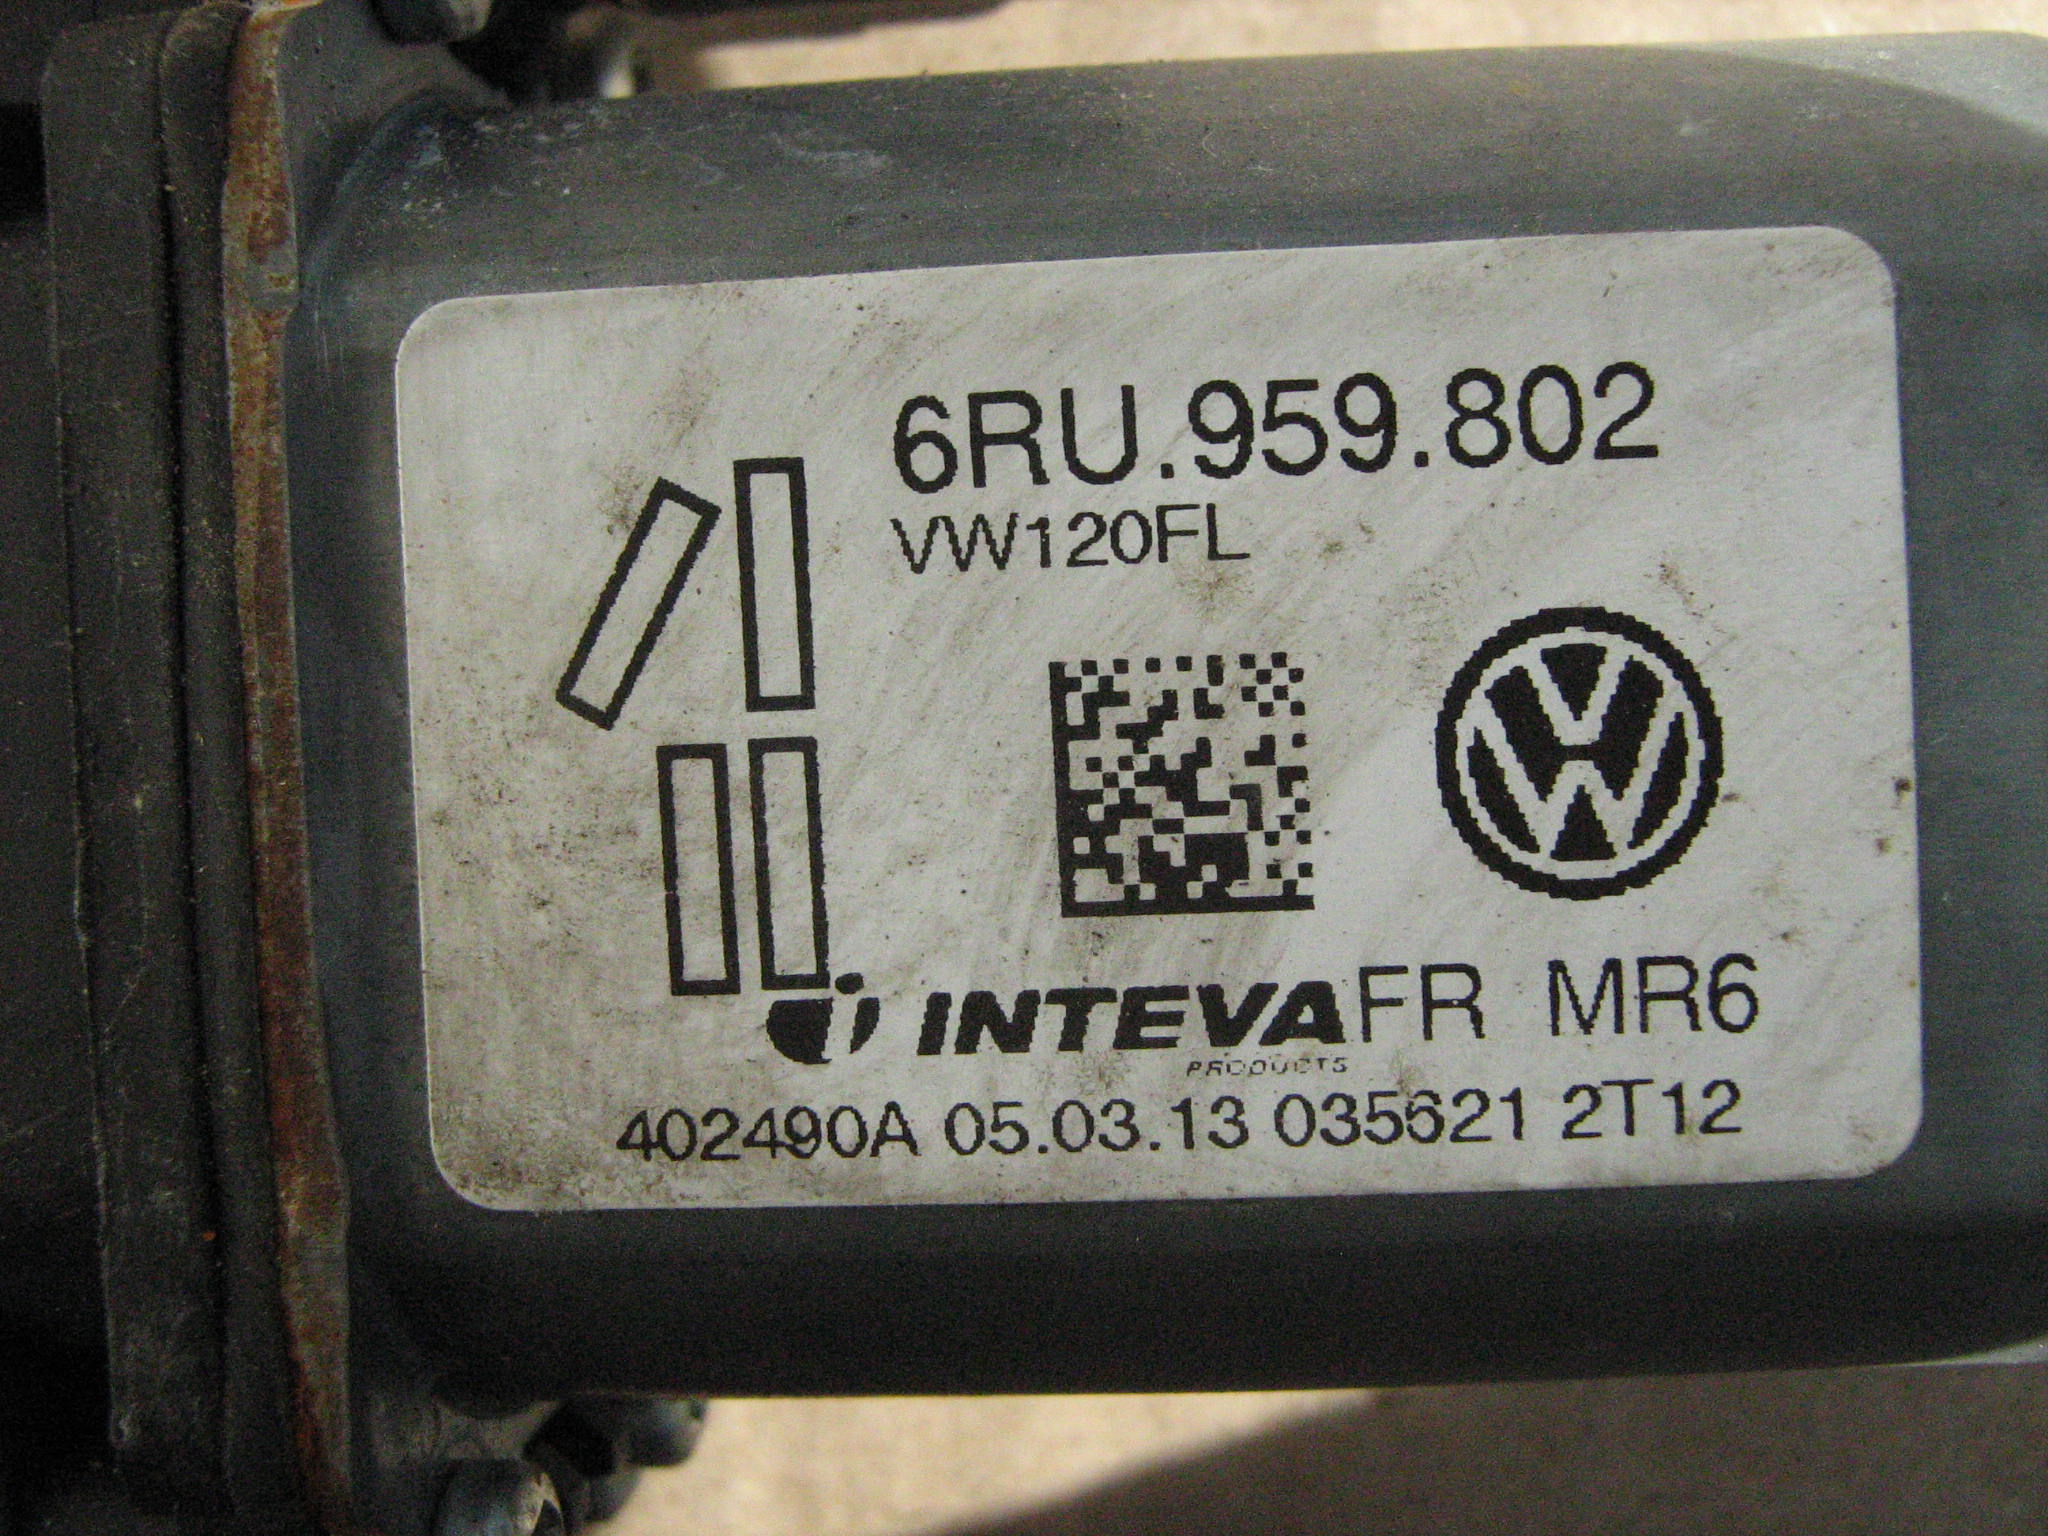 6RU.959.802
VW120FL
INTEVA FR MR6
PRODUCTS
402490A 05.03.13 035621 2T12